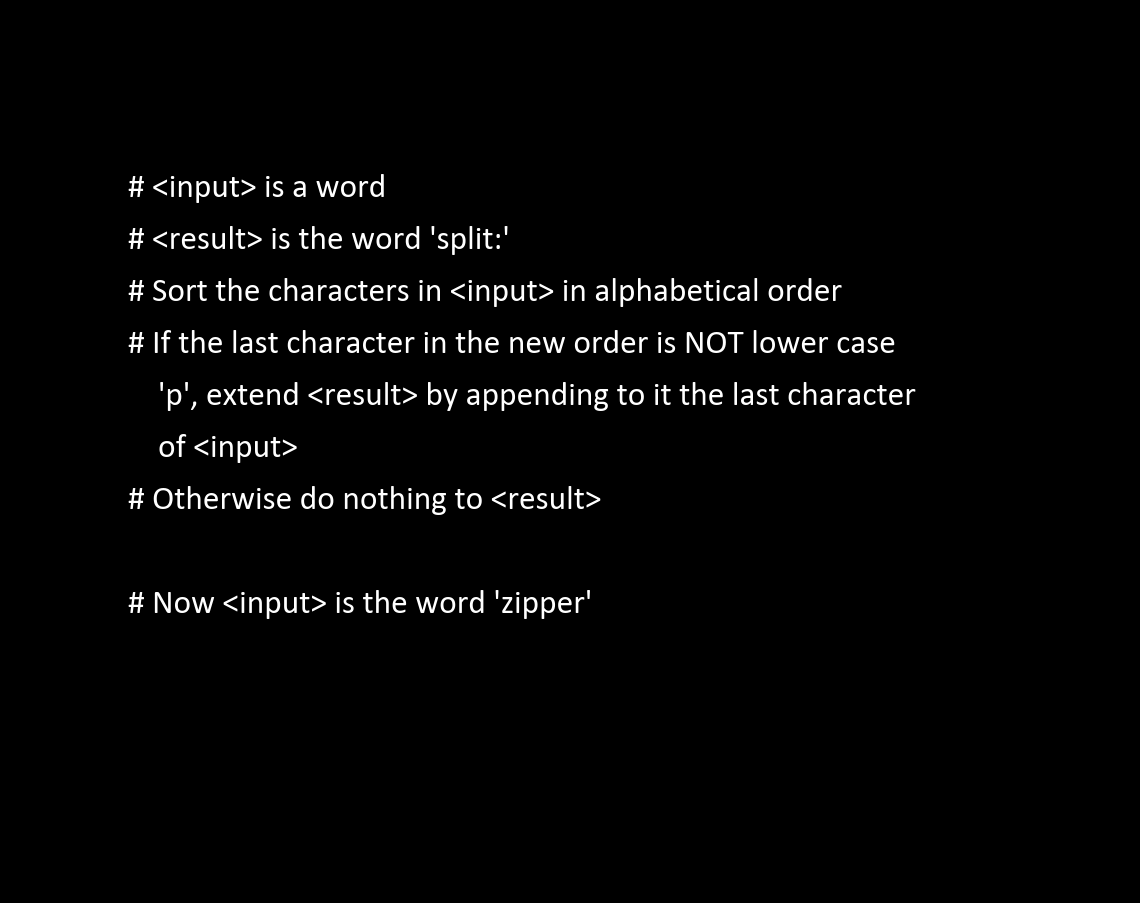 # <input> is a word
# <result> is the word 'split:'
# Sort the characters in <input> in alphabetical order
# If the last character in the new order is NOT lower case
'p', extend <result> by appending to it the last character
of <input>
# Otherwise do nothing to <result>
# Now <input> is the word 'zipper'